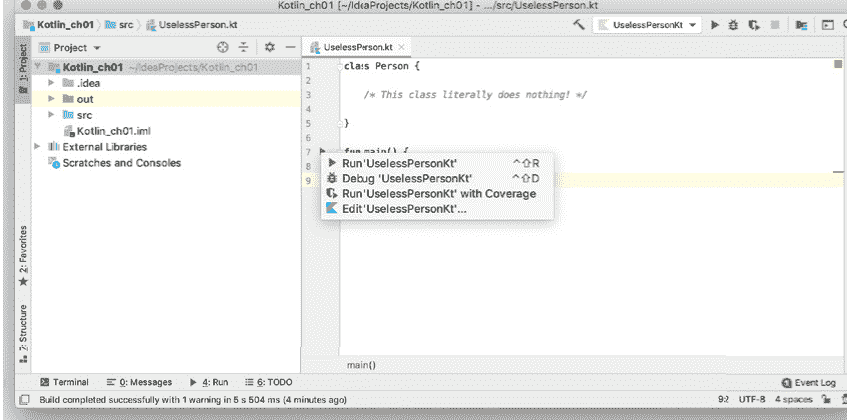 Kotlin_ch01 [~/IdeaProjects/Kotlin_ch01] - .../src/UselessPerson.kt
Kotlin_ch01 src UselessPerson.kt UselessPersonKt
Project UselessPerson.kt
1: Project
Kotlin_ch01 ~/IdeaProjects/Kotlin_ch01
.idea
out
src
Kotlin_ch01.iml
External Libraries
Scratches and Consoles
2: Favorites
7: Structure
1 class Person {
2
3 /* This class literally does nothing! */
4
5 }
6
7 fun main() {
8
9
Run 'UselessPersonKt' ^⇧R
Debug 'UselessPersonKt' ^⇧D
Run 'UselessPersonKt' with Coverage
Edit 'UselessPersonKt'...
main()
Terminal 0: Messages 4: Run 6: TODO Event Log
Build completed successfully with 1 warning in 5 s 504 ms (4 minutes ago) 9:2 UTF-8 4 spaces